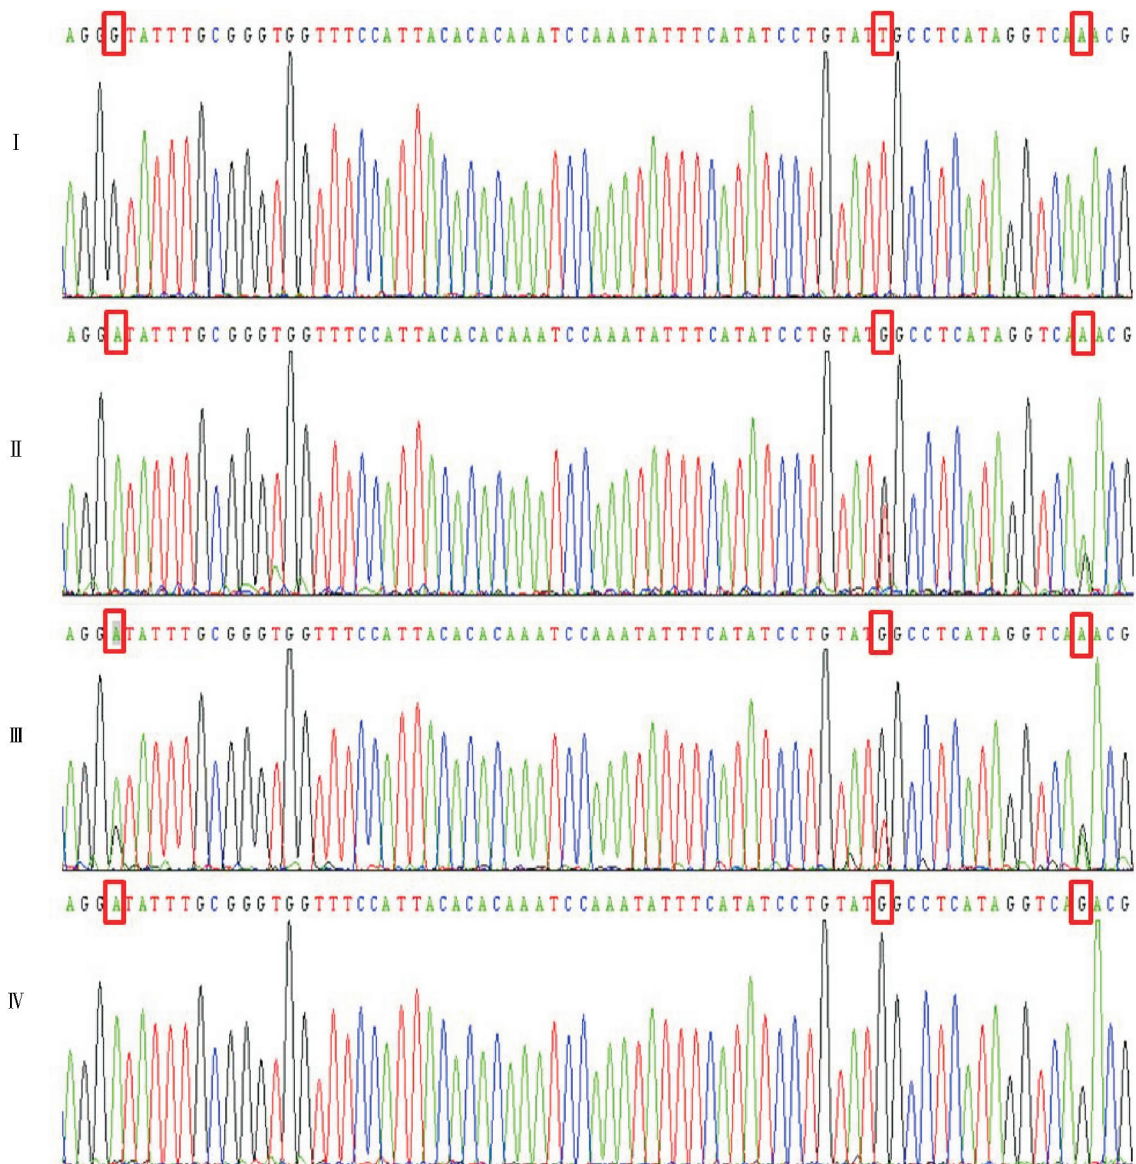 AGGGTATTTGCGGGTGGTTTCCATTACACACAAATCCAAATATTTCATATCCTGTATTGCCTCATAGGTCAAACG
Ⅰ
AGGATATTTGCGGGTGGTTTCCATTACACACAAATCCAAATATTTCATATCCTGTATGGCCTCATAGGTCAAACG
Ⅱ
AGGATATTTGCGGGTGGTTTCCATTACACACAAATCCAAATATTTCATATCCTGTATGGCCTCATAGGTCAAACG
Ⅲ
AGGATATTTGCGGGTGGTTTCCATTACACACAAATCCAAATATTTCATATCCTGTATGGCCTCATAGGTCAGACG
Ⅳ